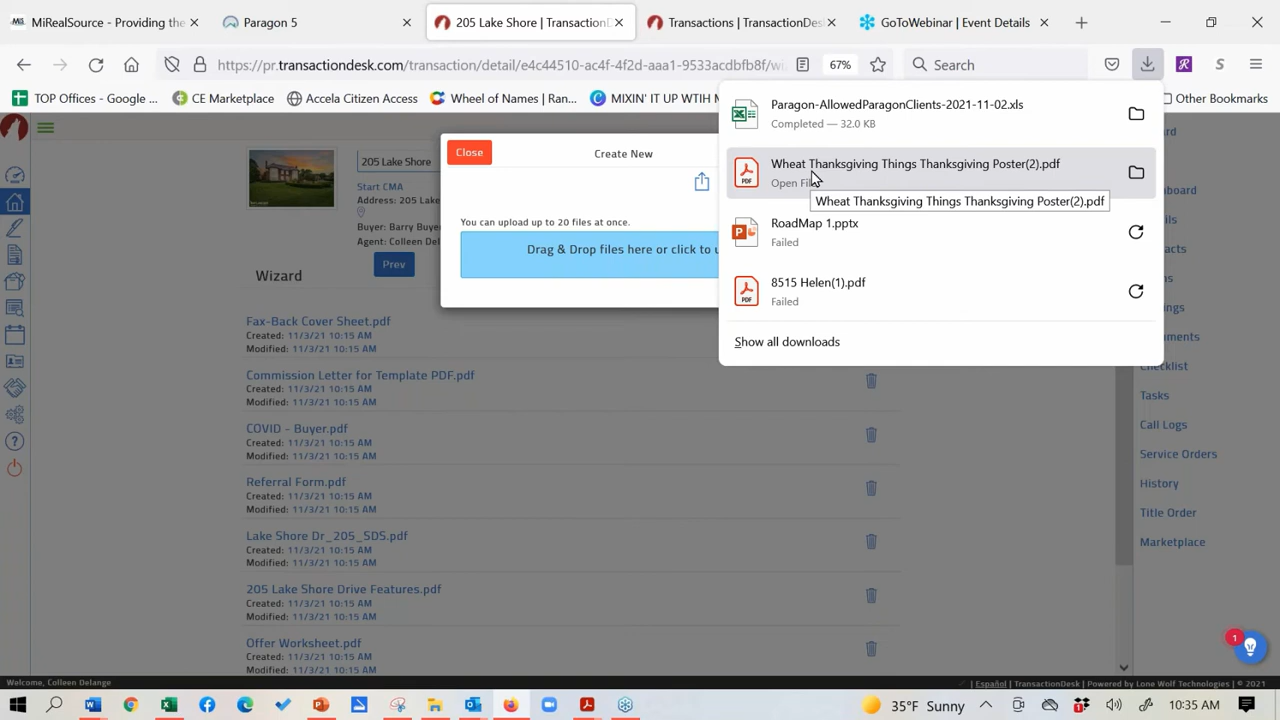 MiRealSource - Providing the
Paragon 5
205 Lake Shore | TransactionD
Transactions | TransactionDes
GoToWebinar | Event Details
https://pr.transactiondesk.com/transaction/detail/e4c44510-ac4f-4f2d-aaa1-9533acdbfb8f/wi
67%
Search
TOP Offices - Google ...
CE Marketplace
Accela Citizen Access
Wheel of Names | Ran...
MIXIN' IT UP WTIH M
Other Bookmarks
Paragon-AllowedParagonClients-2021-11-02.xls
Completed — 32.0 KB
Wheat Thanksgiving Things Thanksgiving Poster(2).pdf
Open Fil
Wheat Thanksgiving Things Thanksgiving Poster(2).pdf
RoadMap 1.pptx
Failed
8515 Helen(1).pdf
Failed
Show all downloads
Close
Create New
You can upload up to 20 files at once.
Drag & Drop files here or click to u
205 Lake Shore
Start CMA
Address: 205 Lake
Buyer: Barry Buye
Agent: Colleen Del
Wizard
Prev
Fax-Back Cover Sheet.pdf
Created: 11/3/21 10:15 AM
Modified: 11/3/21 10:15 AM
Commission Letter for Template PDF.pdf
Created: 11/3/21 10:15 AM
Modified: 11/3/21 10:15 AM
COVID - Buyer.pdf
Created: 11/3/21 10:15 AM
Modified: 11/3/21 10:15 AM
Referral Form.pdf
Created: 11/3/21 10:15 AM
Modified: 11/3/21 10:15 AM
Lake Shore Dr_205_SDS.pdf
Created: 11/3/21 10:15 AM
Modified: 11/3/21 10:15 AM
205 Lake Shore Drive Features.pdf
Created: 11/3/21 10:15 AM
Modified: 11/3/21 10:15 AM
Offer Worksheet.pdf
Created: 11/3/21 10:15 AM
Modified: 11/3/21 10:15 AM
ard
board
ils
acts
ns
ings
ments
Checklist
Tasks
Call Logs
Service Orders
History
Title Order
Marketplace
1
Welcome, Colleen Delange
| Español | TransactionDesk | Powered by Lone Wolf Technologies | © 2021
35°F Sunny
10:35 AM